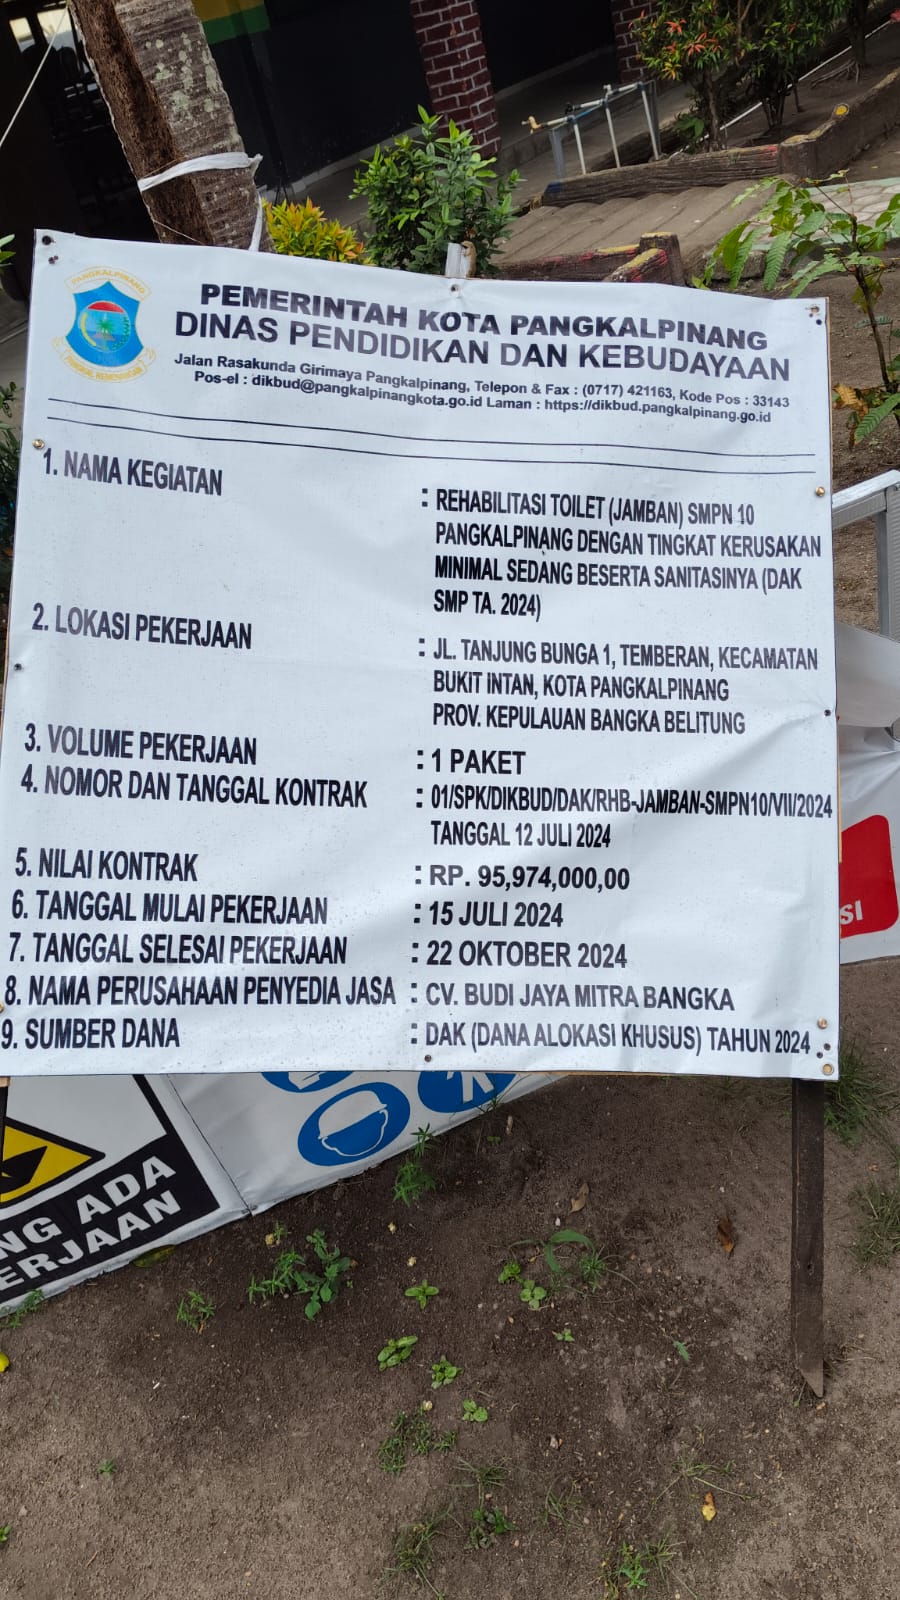 PANGKALPINANG
PEMERINTAH KOTA PANGKALPINANG
DINAS PENDIDIKAN DAN KEBUDAYAAN
Jalan Rasakunda Girimaya Pangkalpinang, Telepon & Fax : (0717) 421163, Kode Pos : 33143
Pos-el : dikbud@pangkalpinangkota.go.id Laman : https://dikbud.pangkalpinang.go.id
1. NAMA KEGIATAN
: REHABILITASI TOILET (JAMBAN) SMPN 10
PANGKALPINANG DENGAN TINGKAT KERUSAKAN
MINIMAL SEDANG BESERTA SANITASINYA (DAK
SMP TA. 2024)
2. LOKASI PEKERJAAN
: JL. TANJUNG BUNGA 1, TEMBERAN, KECAMATAN
BUKIT INTAN, KOTA PANGKALPINANG
PROV. KEPULAUAN BANGKA BELITUNG
3. VOLUME PEKERJAAN : 1 PAKET
4. NOMOR DAN TANGGAL KONTRAK : 01/SPK/DIKBUD/DAK/RHB-JAMBAN-SMPN10/VII/2024
TANGGAL 12 JULI 2024
5. NILAI KONTRAK : RP. 95,974,000,00
6. TANGGAL MULAI PEKERJAAN : 15 JULI 2024
7. TANGGAL SELESAI PEKERJAAN : 22 OKTOBER 2024
8. NAMA PERUSAHAAN PENYEDIA JASA : CV. BUDI JAYA MITRA BANGKA
9. SUMBER DANA : DAK (DANA ALOKASI KHUSUS) TAHUN 2024
SI
NG ADA
ERJAAN